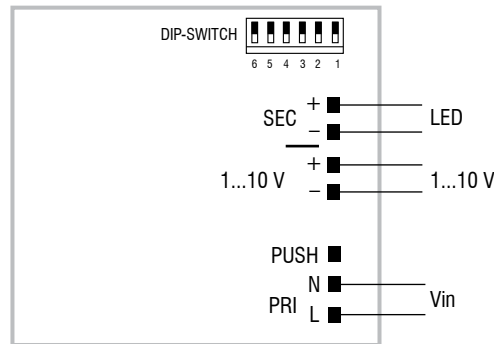 DIP-SWITCH
6 5 4 3 2 1
+
SEC
LED
−
+
1...10 V
1...10 V
−
PUSH
N
PRI
Vin
L